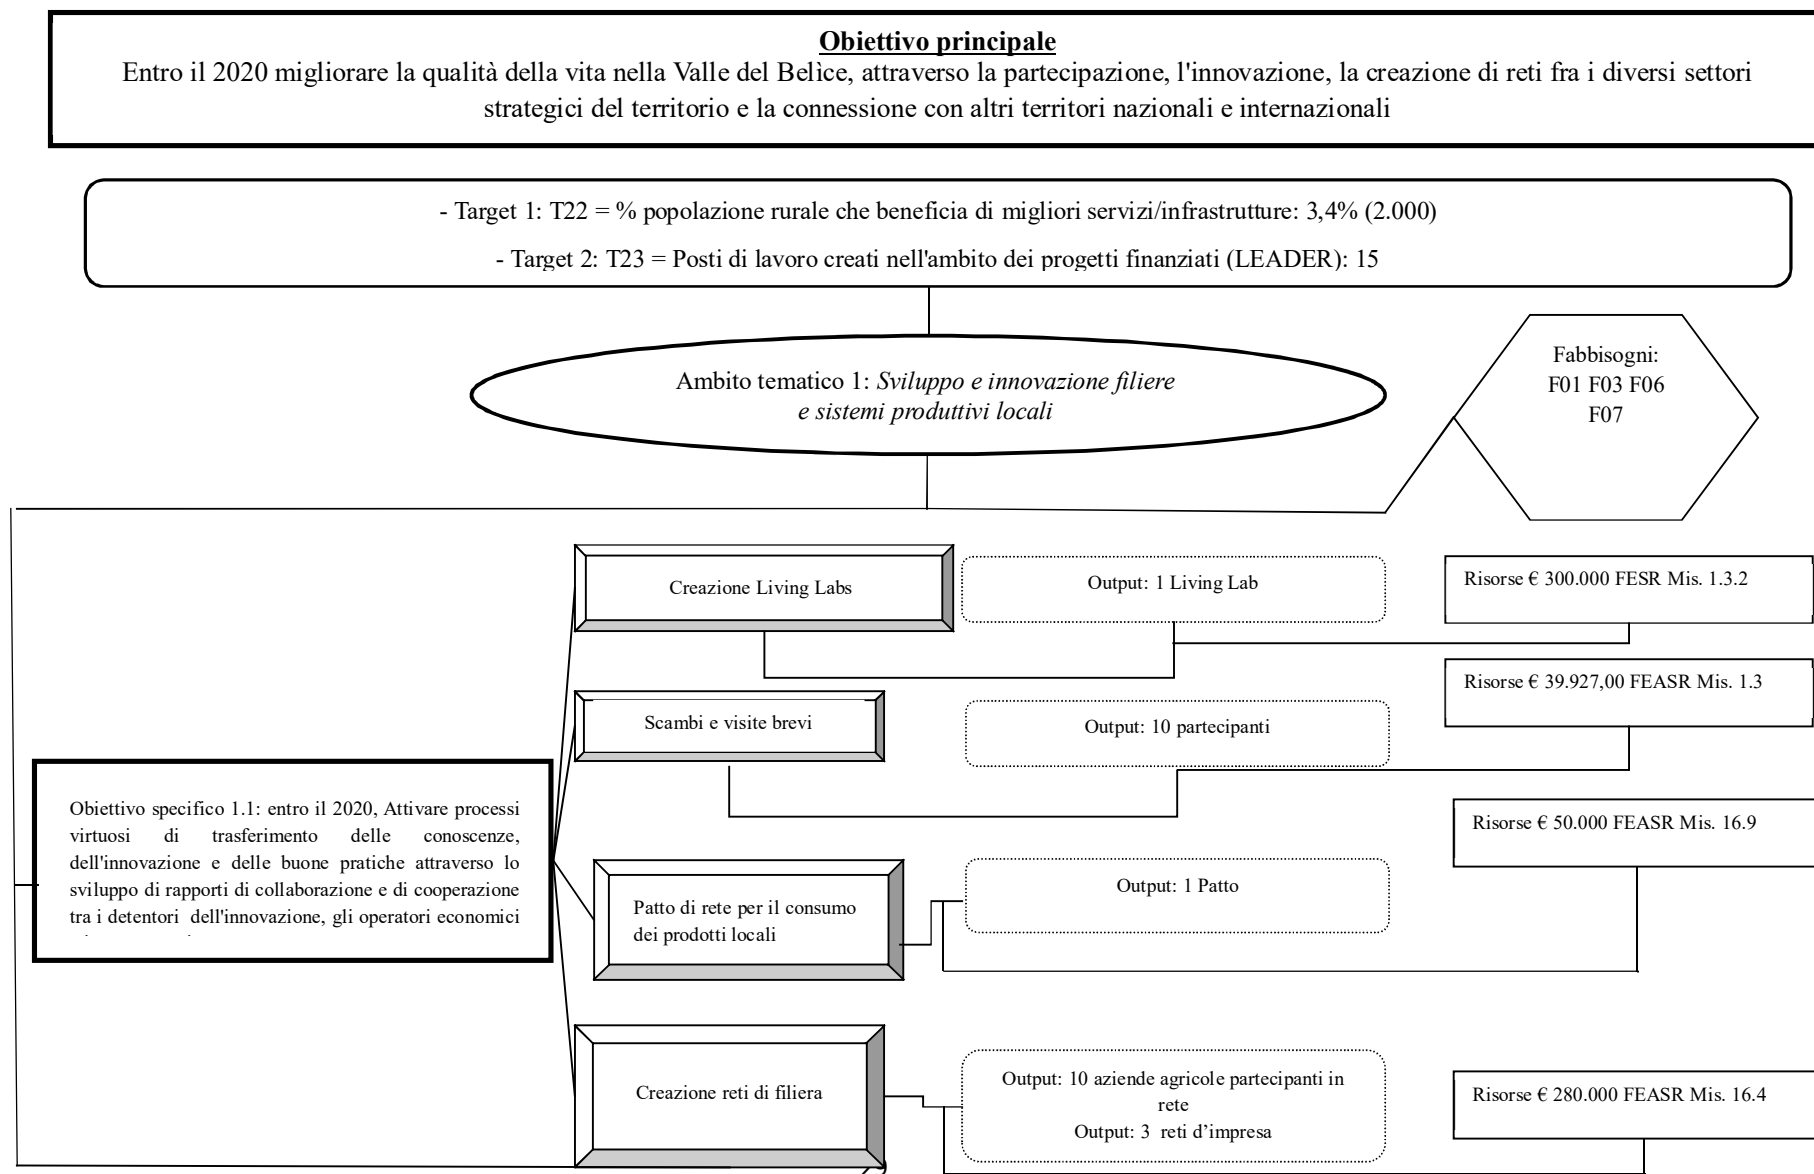 Obiettivo principale
Entro il 2020 migliorare la qualità della vita nella Valle del Belìce, attraverso la partecipazione, l'innovazione, la creazione di reti fra i diversi settori
strategici del territorio e la connessione con altri territori nazionali e internazionali
- Target 1: T22 = % popolazione rurale che beneficia di migliori servizi/infrastrutture: 3,4% (2.000)
- Target 2: T23 = Posti di lavoro creati nell'ambito dei progetti finanziati (LEADER): 15
Ambito tematico 1: Sviluppo e innovazione filiere
e sistemi produttivi locali
Fabbisogni:
F01 F03 F06
F07
Creazione Living Labs
Output: 1 Living Lab
Risorse € 300.000 FESR Mis. 1.3.2
Scambi e visite brevi
Output: 10 partecipanti
Risorse € 39.927,00 FEASR Mis. 1.3
Obiettivo specifico 1.1: entro il 2020, Attivare processi
virtuosi di trasferimento delle conoscenze,
dell'innovazione e delle buone pratiche attraverso lo
sviluppo di rapporti di collaborazione e di cooperazione
tra i detentori dell'innovazione, gli operatori economici
Patto di rete per il consumo
dei prodotti locali
Output: 1 Patto
Risorse € 50.000 FEASR Mis. 16.9
Creazione reti di filiera
Output: 10 aziende agricole partecipanti in
rete
Output: 3 reti d’impresa
Risorse € 280.000 FEASR Mis. 16.4